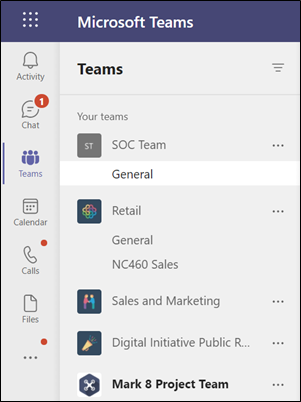 Microsoft Teams
Activity
1
Chat
Teams
Calendar
Calls
Files
...
Teams
Your teams
ST
SOC Team
...
General
Retail
...
General
NC460 Sales
Sales and Marketing
...
Digital Initiative Public R...
...
Mark 8 Project Team
...